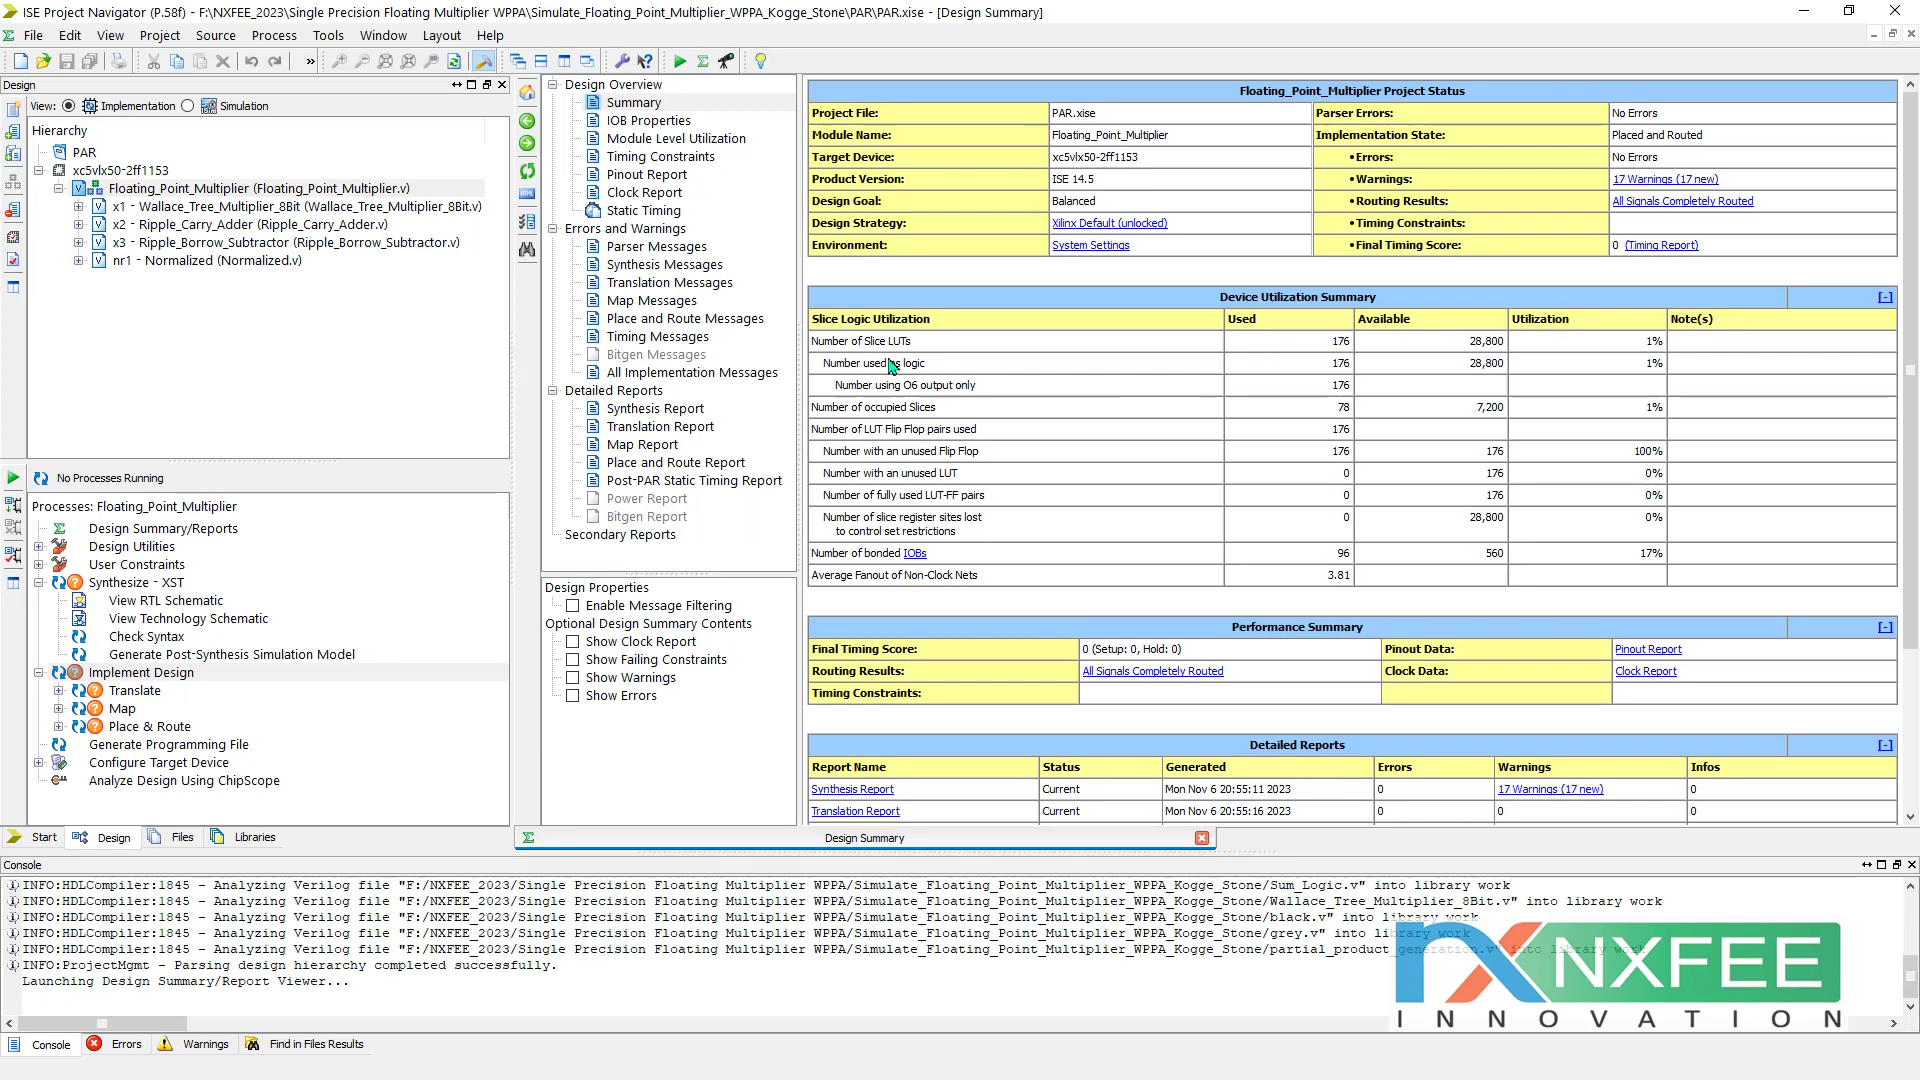 ISE Project Navigator (P.58f) - F:\NXFEE_2023\Single Precision Floating Multiplier WPPA\Simulate_Floating_Point_Multiplier_WPPA_Kogge_Stone\PAR\PAR.xise - [Design Summary]
File Edit View Project Source Process Tools Window Layout Help
Design
View: Implementation Simulation
Hierarchy
PAR
xc5vlx50-2ff1153
Floating_Point_Multiplier (Floating_Point_Multiplier.v)
x1 - Wallace_Tree_Multiplier_8Bit (Wallace_Tree_Multiplier_8Bit.v)
x2 - Ripple_Carry_Adder (Ripple_Carry_Adder.v)
x3 - Ripple_Borrow_Subtractor (Ripple_Borrow_Subtractor.v)
nr1 - Normalized (Normalized.v)
No Processes Running
Processes: Floating_Point_Multiplier
Design Summary/Reports
Design Utilities
User Constraints
Synthesize - XST
View RTL Schematic
View Technology Schematic
Check Syntax
Generate Post-Synthesis Simulation Model
Implement Design
Translate
Map
Place & Route
Generate Programming File
Configure Target Device
Analyze Design Using ChipScope
Start Design Files Libraries
Design Overview
Summary
IOB Properties
Module Level Utilization
Timing Constraints
Pinout Report
Clock Report
Static Timing
Errors and Warnings
Parser Messages
Synthesis Messages
Translation Messages
Map Messages
Place and Route Messages
Timing Messages
Bitgen Messages
All Implementation Messages
Detailed Reports
Synthesis Report
Translation Report
Map Report
Place and Route Report
Post-PAR Static Timing Report
Power Report
Bitgen Report
Secondary Reports
Design Properties
Enable Message Filtering
Optional Design Summary Contents
Show Clock Report
Show Failing Constraints
Show Warnings
Show Errors
Floating_Point_Multiplier Project Status
Project File: PAR.xise Parser Errors: No Errors
Module Name: Floating_Point_Multiplier Implementation State: Placed and Routed
Target Device: xc5vlx50-2ff1153 •Errors: No Errors
Product Version: ISE 14.5 •Warnings: 17 Warnings (17 new)
Design Goal: Balanced •Routing Results: All Signals Completely Routed
Design Strategy: Xilinx Default (unlocked) •Timing Constraints:
Environment: System Settings •Final Timing Score: 0 (Timing Report)
Device Utilization Summary [-]
Slice Logic Utilization Used Available Utilization Note(s)
Number of Slice LUTs 176 28,800 1%
Number used as logic 176 28,800 1%
Number using O6 output only 176
Number of occupied Slices 78 7,200 1%
Number of LUT Flip Flop pairs used 176
Number with an unused Flip Flop 176 176 100%
Number with an unused LUT 0 176 0%
Number of fully used LUT-FF pairs 0 176 0%
Number of slice register sites lost 0 28,800 0%
to control set restrictions
Number of bonded IOBs 96 560 17%
Average Fanout of Non-Clock Nets 3.81
Performance Summary [-]
Final Timing Score: 0 (Setup: 0, Hold: 0) Pinout Data: Pinout Report
Routing Results: All Signals Completely Routed Clock Data: Clock Report
Timing Constraints:
Detailed Reports [-]
Report Name Status Generated Errors Warnings Infos
Synthesis Report Current Mon Nov 6 20:55:11 2023 0 17 Warnings (17 new) 0
Translation Report Current Mon Nov 6 20:55:16 2023 0 0 0
Design Summary
Console
INFO:HDLCompiler:1845 - Analyzing Verilog file "F:/NXFEE_2023/Single Precision Floating Multiplier WPPA/Simulate_Floating_Point_Multiplier_WPPA_Kogge_Stone/Sum_Logic.v" into library work
INFO:HDLCompiler:1845 - Analyzing Verilog file "F:/NXFEE_2023/Single Precision Floating Multiplier WPPA/Simulate_Floating_Point_Multiplier_WPPA_Kogge_Stone/Wallace_Tree_Multiplier_8Bit.v" into library work
INFO:HDLCompiler:1845 - Analyzing Verilog file "F:/NXFEE_2023/Single Precision Floating Multiplier WPPA/Simulate_Floating_Point_Multiplier_WPPA_Kogge_Stone/black.v" into library work
INFO:HDLCompiler:1845 - Analyzing Verilog file "F:/NXFEE_2023/Single Precision Floating Multiplier WPPA/Simulate_Floating_Point_Multiplier_WPPA_Kogge_Stone/grey.v" into library work
INFO:HDLCompiler:1845 - Analyzing Verilog file "F:/NXFEE_2023/Single Precision Floating Multiplier WPPA/Simulate_Floating_Point_Multiplier_WPPA_Kogge_Stone/partial_product_generation.v" into library work
INFO:ProjectMgmt - Parsing design hierarchy completed successfully.
Launching Design Summary/Report Viewer...
NXFEE
INNOVATION
Console Errors Warnings Find in Files Results